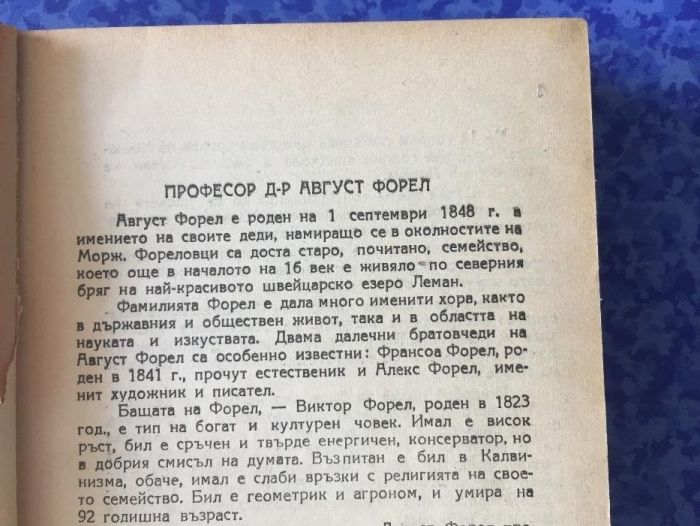 ПРОФЕСОР Д-Р АВГУСТ ФОРЕЛ
Август Форел е роден на 1 септември 1848 г. в
имението на своите деди, намиращо се в околностите на
Морж. Фореловци са доста старо, почитано, семейство,
което още в началото на 16 век е живяло по северния
бряг на най-красивото швейцарско езеро Леман.
Фамилията Форел е дала много именити хора, както
в държавния и обществен живот, така и в областта на
науката и изкуствата. Двама далечни братовчеди на
Август Форел са особенно известни: Франсоа Форел, ро-
ден в 1841 г., прочут естественик и Алекс Форел, име-
нит художник и писател.
Бащата на Форел, — Виктор Форел, роден в 1823
год., е тип на богат и културен човек. Имал е висок
ръст, бил е сръчен и твърде енергичен, консерватор, но
в добрия смисъл на думата. Възпитан е бил в Калви-
низма, обаче, имал е слаби връзки с религията на свое-
то семейство. Бил е геометрик и агроном, и умира на
92 годишна възраст.